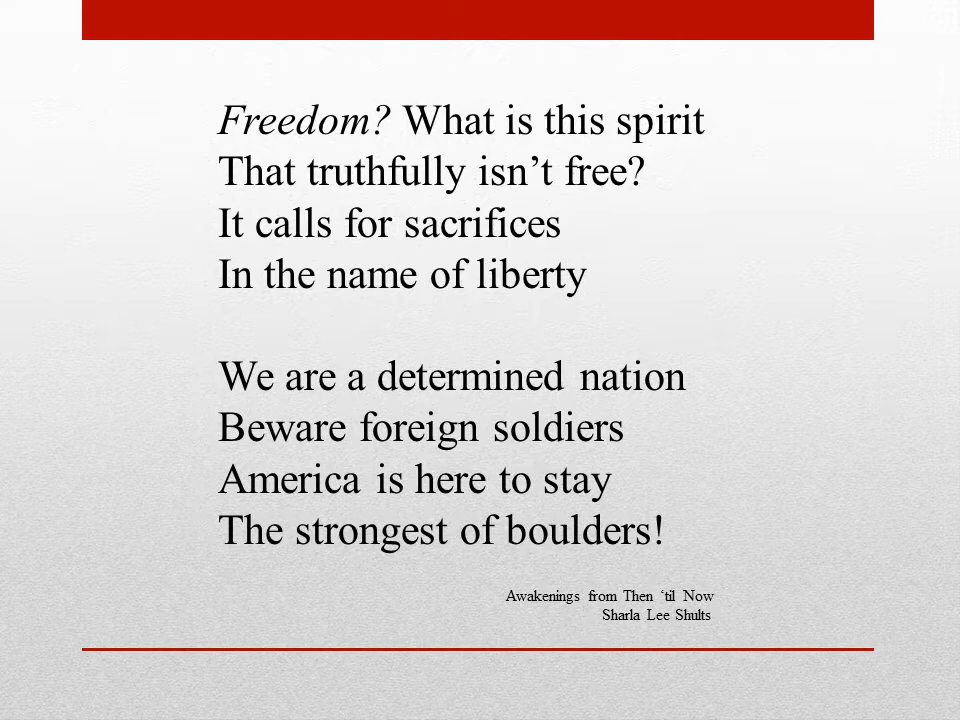 Freedom? What is this spirit
That truthfully isn’t free?
It calls for sacrifices
In the name of liberty
We are a determined nation
Beware foreign soldiers
America is here to stay
The strongest of boulders!
Awakenings from Then ‘til Now
Sharla Lee Shults